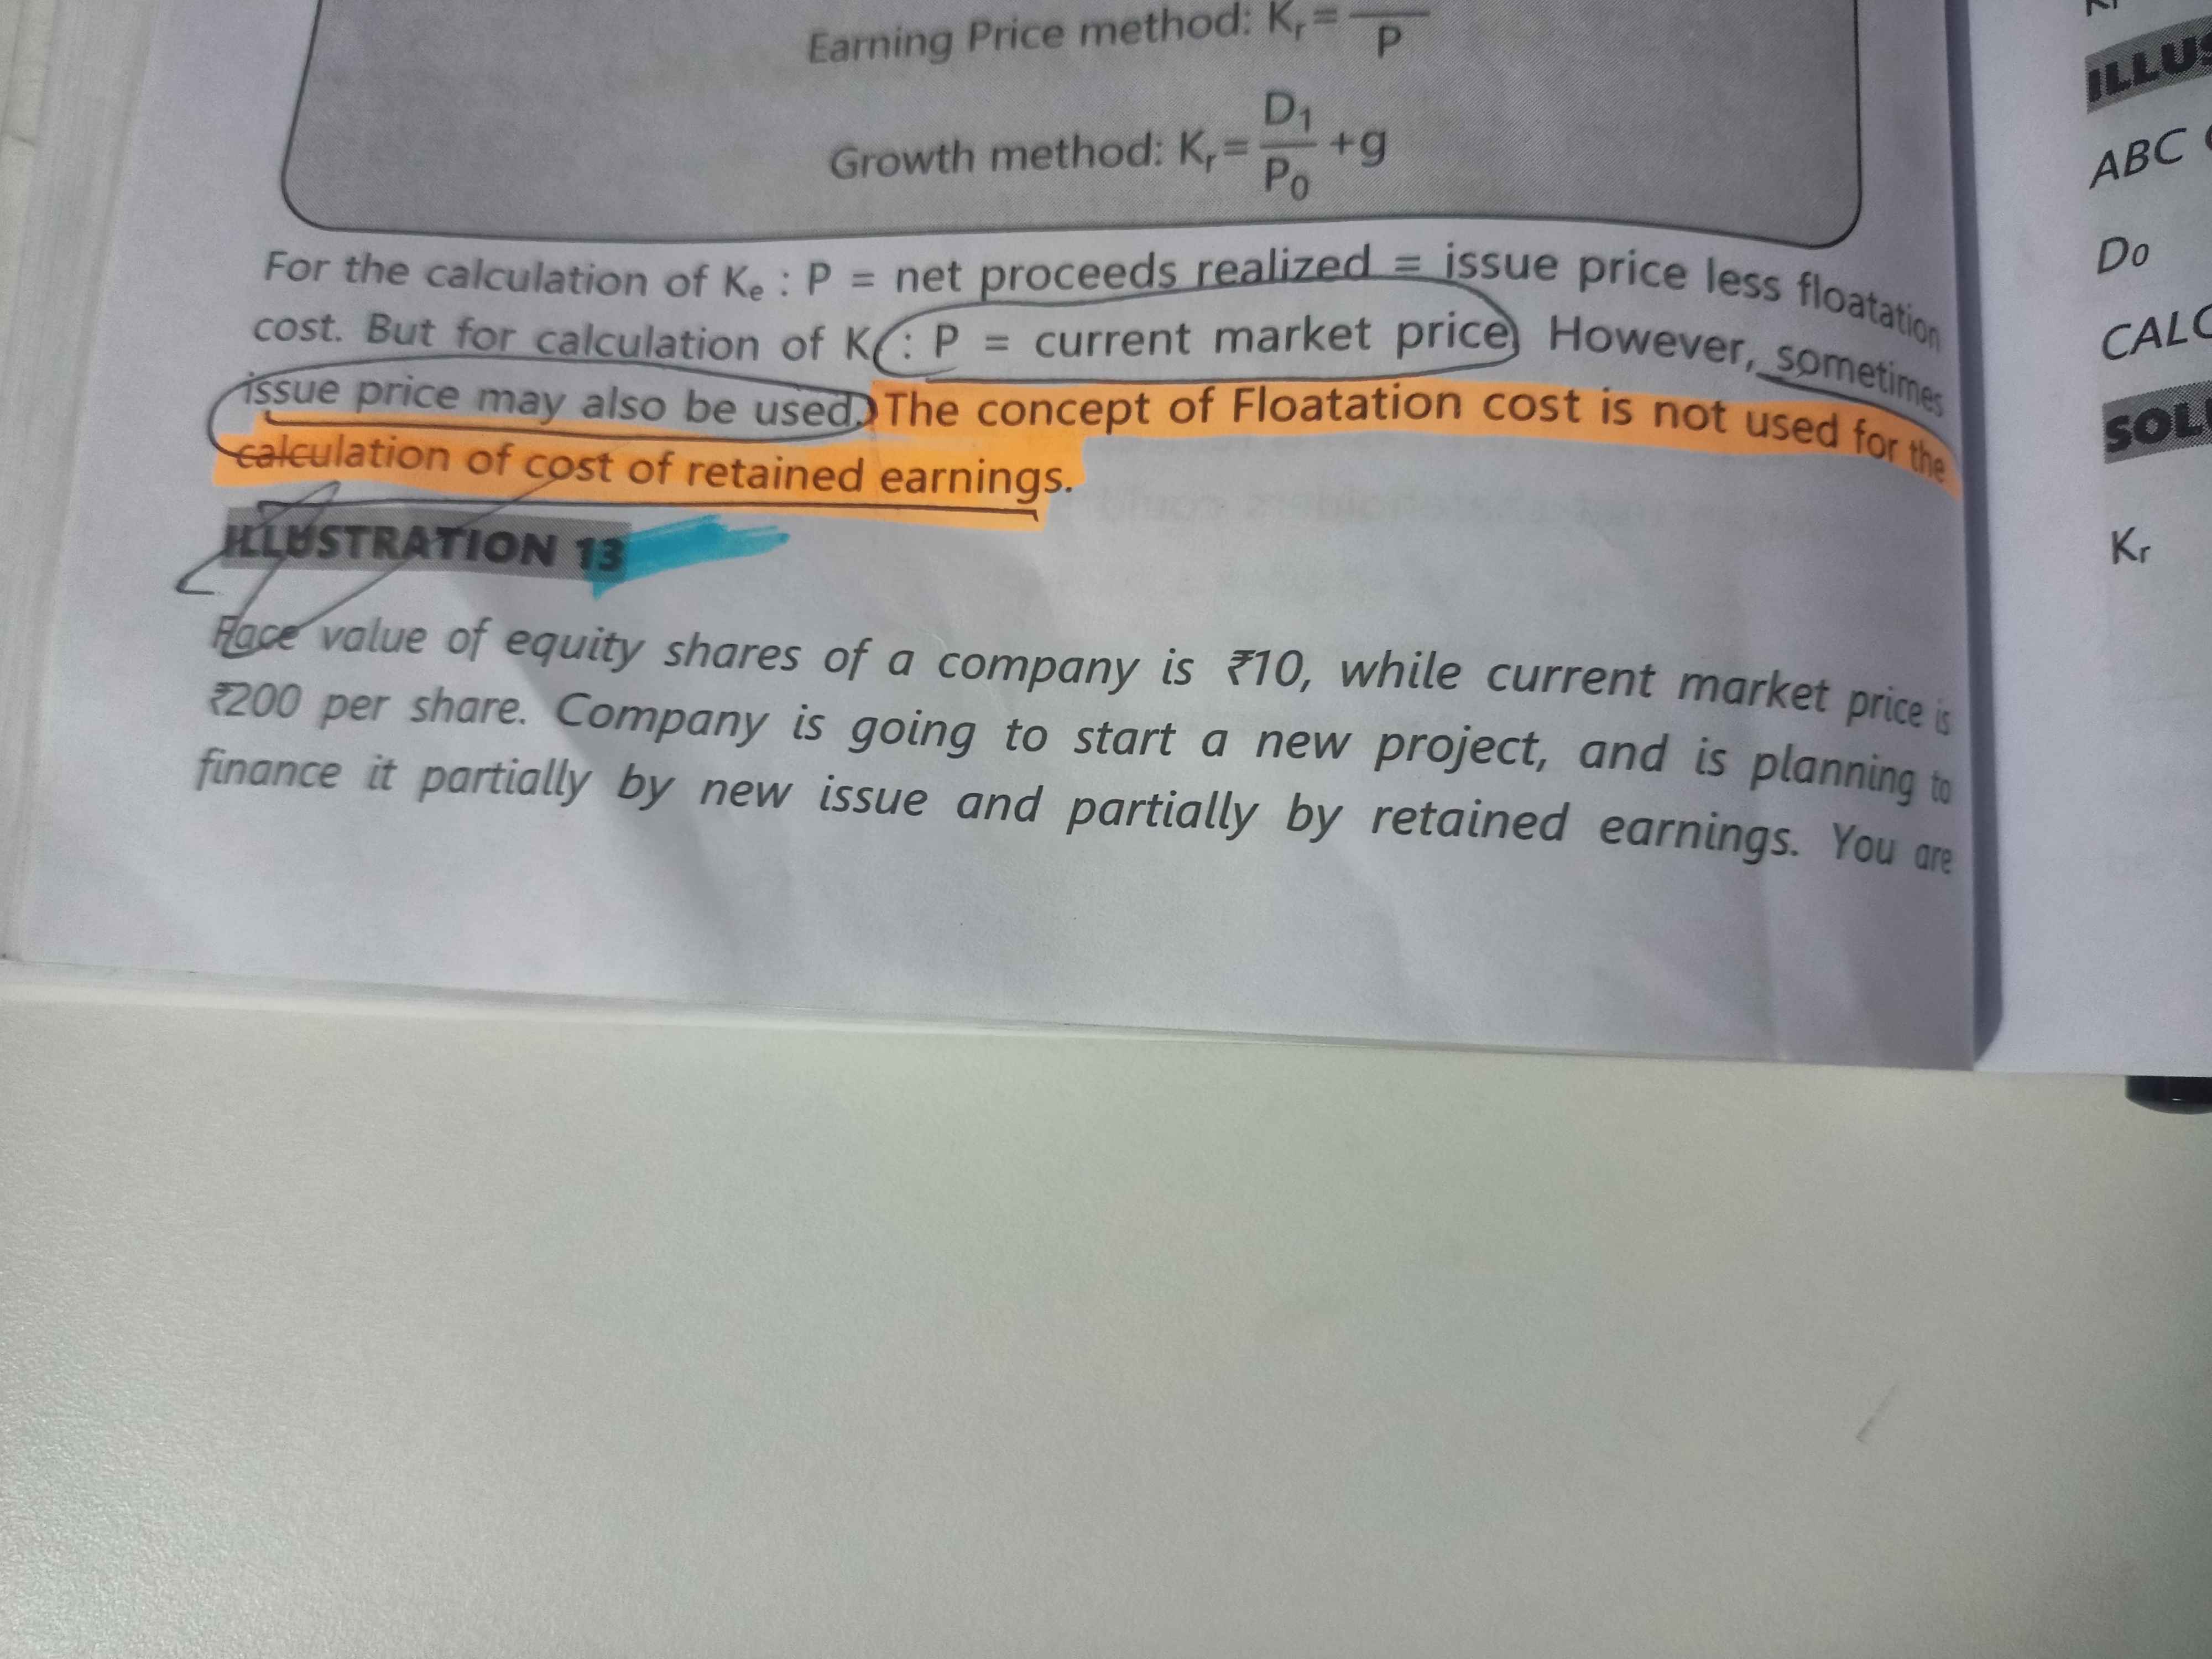 Earning Price method: Kr = —
P
Growth method: Kr = D1/P0 +g
For the calculation of Ke : P = net proceeds realized = issue price less floatation
cost. But for calculation of K : P = current market price However, sometimes
issue price may also be used. The concept of Floatation cost is not used for the
calculation of cost of retained earnings.
ILLUSTRATION 13
Face value of equity shares of a company is ₹10, while current market price is
₹200 per share. Company is going to start a new project, and is planning to
finance it partially by new issue and partially by retained earnings. You are
ILLUS
ABC
D0
CALC
SOL
Kr